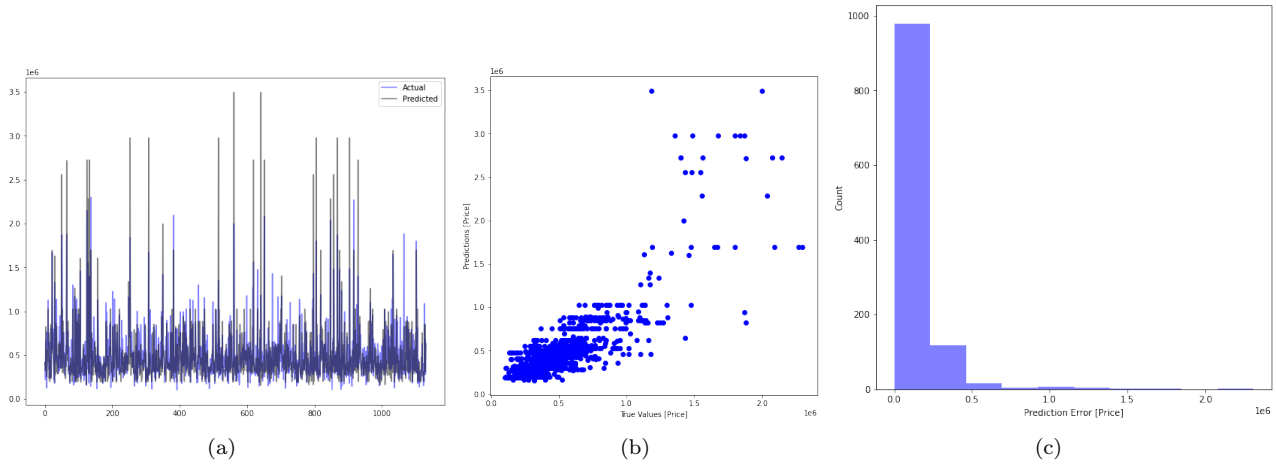 1e6
Actual
Predicted
3.5
3.0
2.5
2.0
1.5
1.0
0.5
0.0
0 200 400 600 800 1000
(a)
1e6
Predictions [Price]
3.5
3.0
2.5
2.0
1.5
1.0
0.5
0.0
0.0 0.5 1.0 1.5 2.0
True Values [Price]
1e6
(b)
Count
1000
800
600
400
200
0
0.0 0.5 1.0 1.5 2.0
Prediction Error [Price]
1e6
(c)